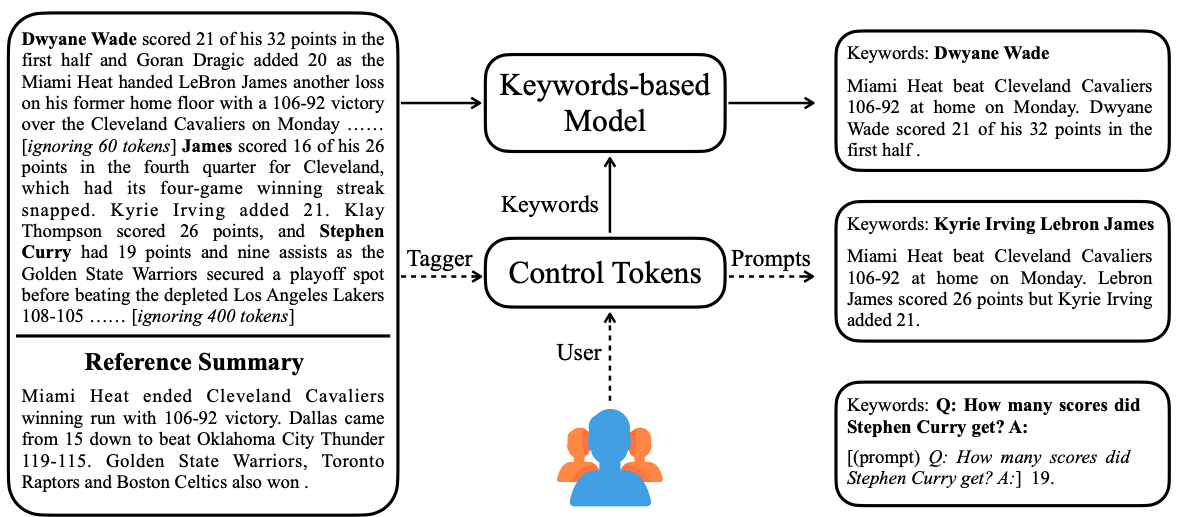 Dwyane Wade scored 21 of his 32 points in the
first half and Goran Dragic added 20 as the
Miami Heat handed LeBron James another loss
on his former home floor with a 106-92 victory
over the Cleveland Cavaliers on Monday ……
[ignoring 60 tokens] James scored 16 of his 26
points in the fourth quarter for Cleveland,
which had its four-game winning streak
snapped. Kyrie Irving added 21. Klay
Thompson scored 26 points, and Stephen
Curry had 19 points and nine assists as the
Golden State Warriors secured a playoff spot
before beating the depleted Los Angeles Lakers
108-105 …… [ignoring 400 tokens]
Reference Summary
Miami Heat ended Cleveland Cavaliers
winning run with 106-92 victory. Dallas came
from 15 down to beat Oklahoma City Thunder
119-115. Golden State Warriors, Toronto
Raptors and Boston Celtics also won .
Keywords-based
Model
Keywords
Tagger
Control Tokens
Prompts
User
Keywords: Dwyane Wade
Miami Heat beat Cleveland Cavaliers
106-92 at home on Monday. Dwyane
Wade scored 21 of his 32 points in the
first half .
Keywords: Kyrie Irving Lebron James
Miami Heat beat Cleveland Cavaliers
106-92 at home on Monday. Lebron
James scored 26 points but Kyrie Irving
added 21.
Keywords: Q: How many scores did
Stephen Curry get? A:
[(prompt) Q: How many scores did
Stephen Curry get? A:] 19.